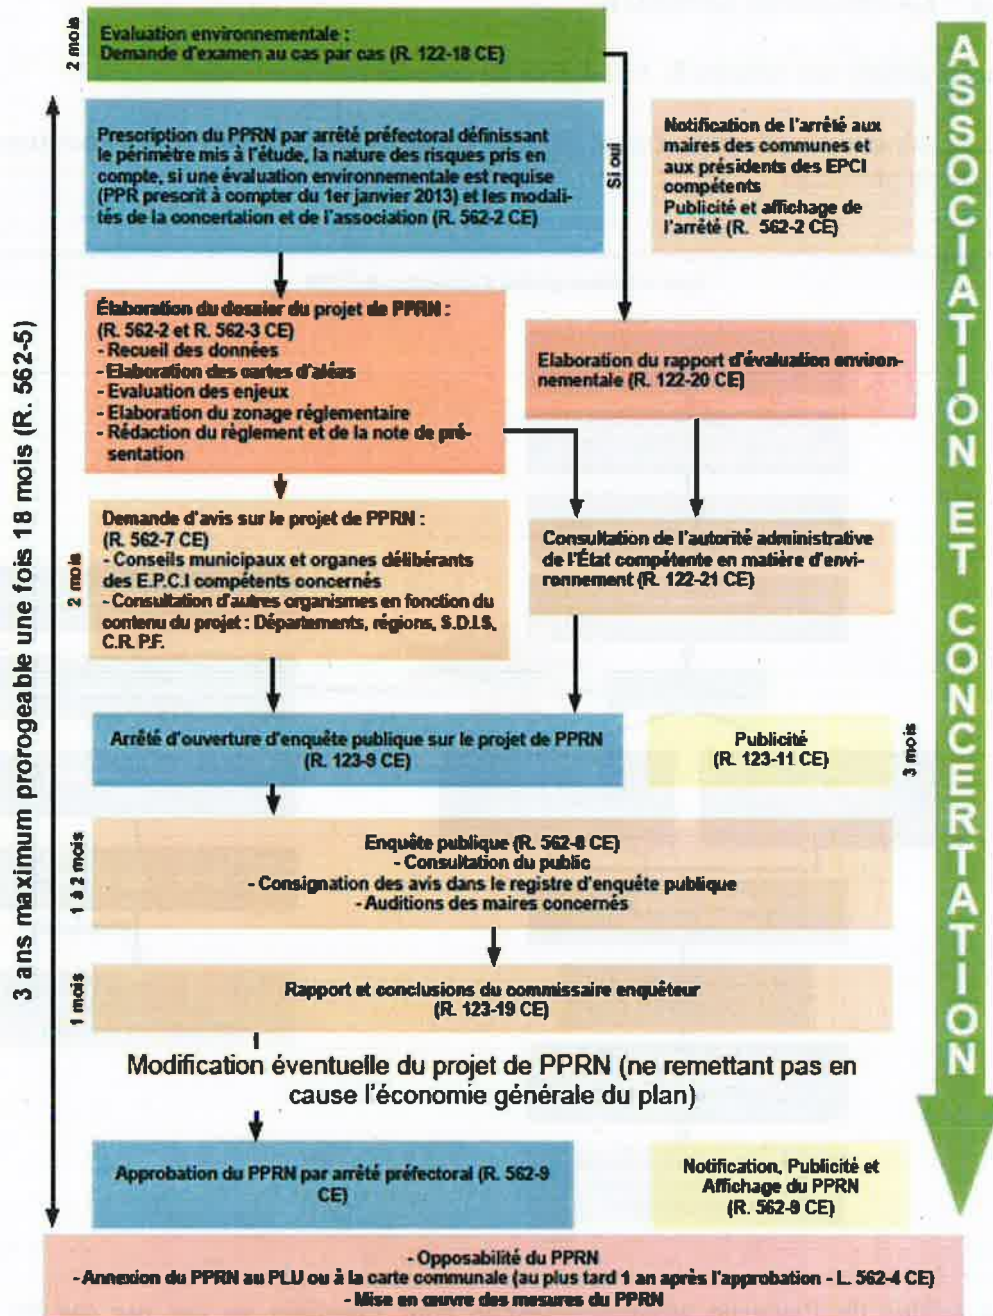 2 mois
Evaluation environnementale :
Demande d'examen au cas par cas (R. 122-18 CE)
Prescription du PPRN par arrêté préfectoral définissant
le périmètre mis à l'étude, la nature des risques pris en
compte, si une évaluation environnementale est requise
(PPR prescrit à compter du 1er janvier 2013) et les modali-
tés de la concertation et de l'association (R. 562-2 CE)
Si oui
Notification de l'arrêté aux
maires des communes et
aux présidents des EPCI
compétents
Publicité et affichage de
l'arrêté (R. 562-2 CE)
Élaboration du dossier du projet de PPRN :
(R. 562-2 et R. 562-3 CE)
- Recueil des données
- Elaboration des cartes d'aléas
- Evaluation des enjeux
- Elaboration du zonage réglementaire
- Rédaction du règlement et de la note de pré-
sentation
Elaboration du rapport d'évaluation environ-
nementale (R. 122-20 CE)
2 mois
Demande d'avis sur le projet de PPRN :
(R. 562-7 CE)
- Conseils municipaux et organes délibérants
des E.P.C.I compétents concernés
- Consultation d'autres organismes en fonction du
contenu du projet : Départements, régions, S.D.I.S,
C.R.P.F.
Consultation de l'autorité administrative
de l'État compétente en matière d'envi-
ronnement (R. 122-21 CE)
Arrêté d'ouverture d'enquête publique sur le projet de PPRN
(R. 123-9 CE)
Publicité
(R. 123-11 CE)
3 mois
1 à 2 mois
Enquête publique (R. 562-8 CE)
- Consultation du public
- Consignation des avis dans le registre d'enquête publique
- Auditions des maires concernés
1 mois
Rapport et conclusions du commissaire enquêteur
(R. 123-19 CE)
Modification éventuelle du projet de PPRN (ne remettant pas en
cause l'économie générale du plan)
Approbation du PPRN par arrêté préfectoral (R. 562-9
CE)
Notification, Publicité et
Affichage du PPRN
(R. 562-9 CE)
- Opposabilité du PPRN
- Annexion du PPRN au PLU ou à la carte communale (au plus tard 1 an après l'approbation - L. 562-4 CE)
- Mise en œuvre des mesures du PPRN
3 ans maximum prorogeable une fois 18 mois (R. 562-5)
ASSOCIATION ET CONCERTATION